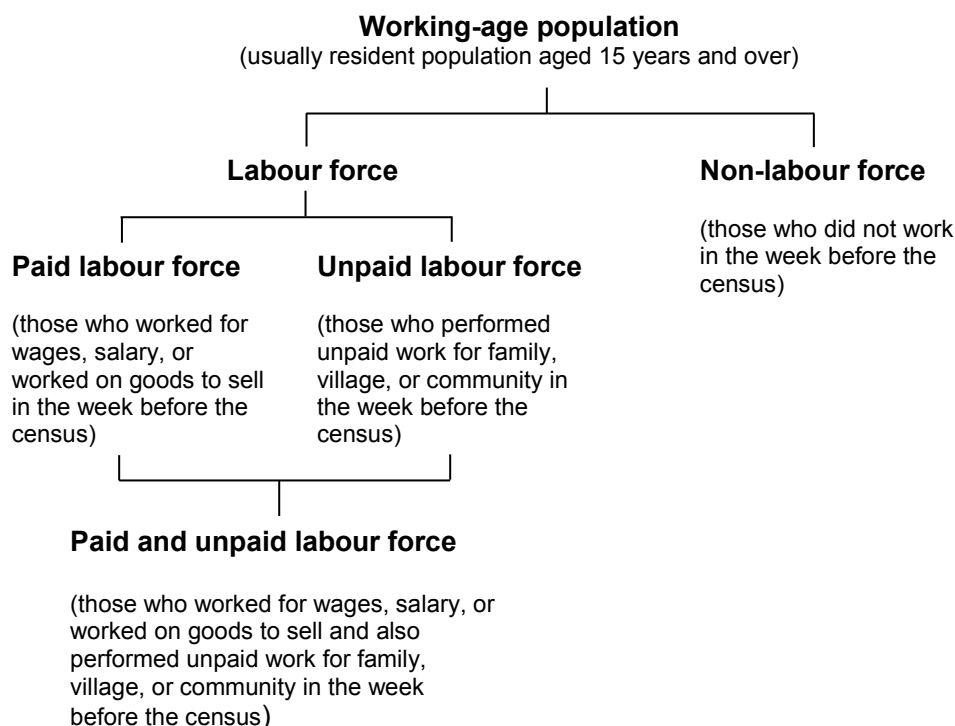 Working-age population
(usually resident population aged 15 years and over)
Labour force
Non-labour force
(those who did not work
in the week before the
census)
Paid labour force
(those who worked for
wages, salary, or
worked on goods to sell
in the week before the
census)
Unpaid labour force
(those who performed
unpaid work for family,
village, or community in
the week before the
census)
Paid and unpaid labour force
(those who worked for wages, salary, or
worked on goods to sell and also
performed unpaid work for family,
village, or community in the week
before the census)